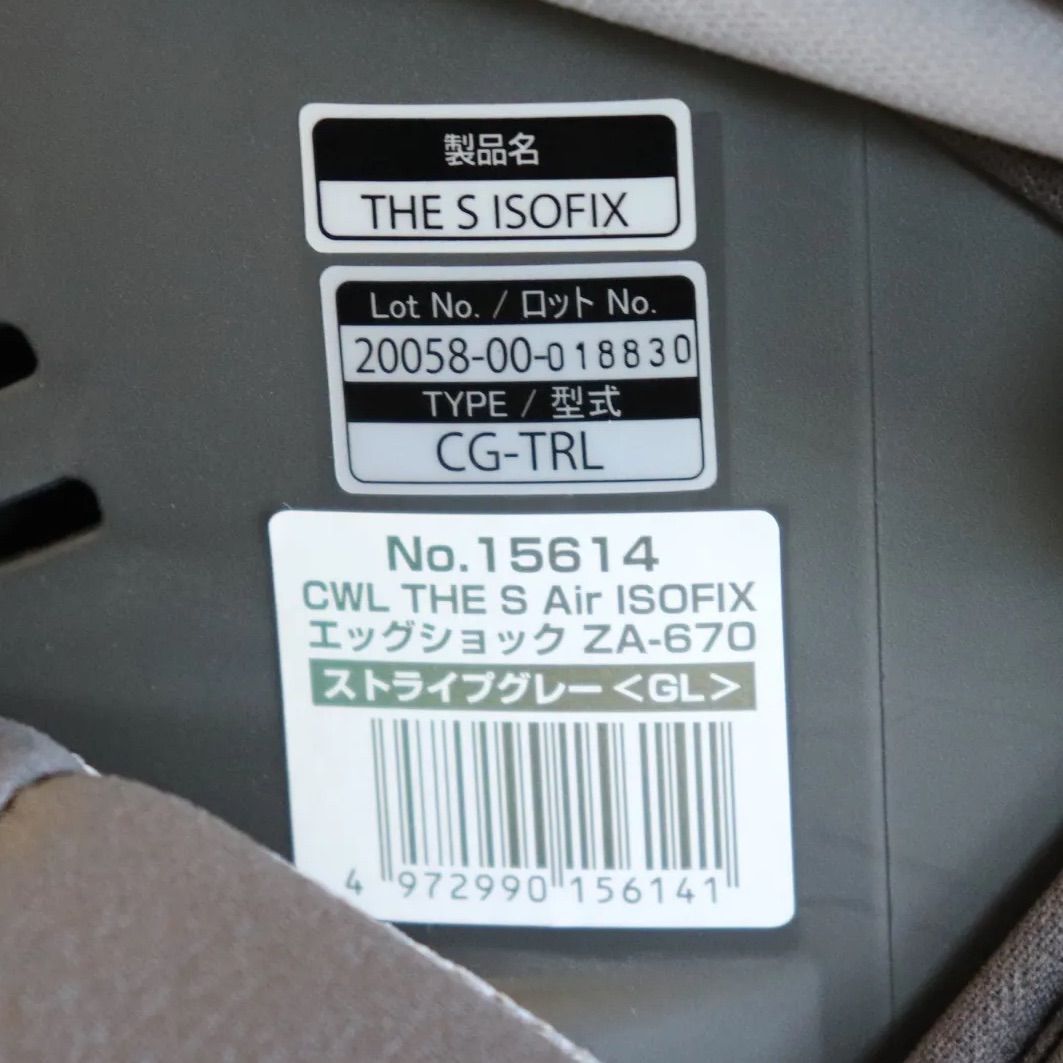 製品名
THE S ISOFIX
Lot No. / ロット No.
20058-00-018830
TYPE / 型式
CG-TRL
No.15614
CWL THE S Air ISOFIX
エッグショック ZA-670
ストライプグレー<GL>
4 972990 156141